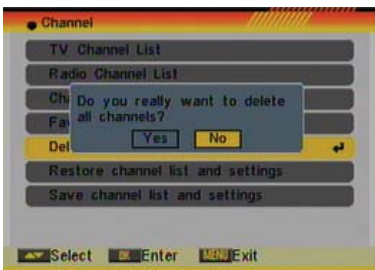 Channel
TV Channel List
Radio Channel List
Ch
Do you really want to delete
all channels?
Fa
Yes No
Del
Restore channel list and settings
Save channel list and settings
Select OK Enter MENU Exit